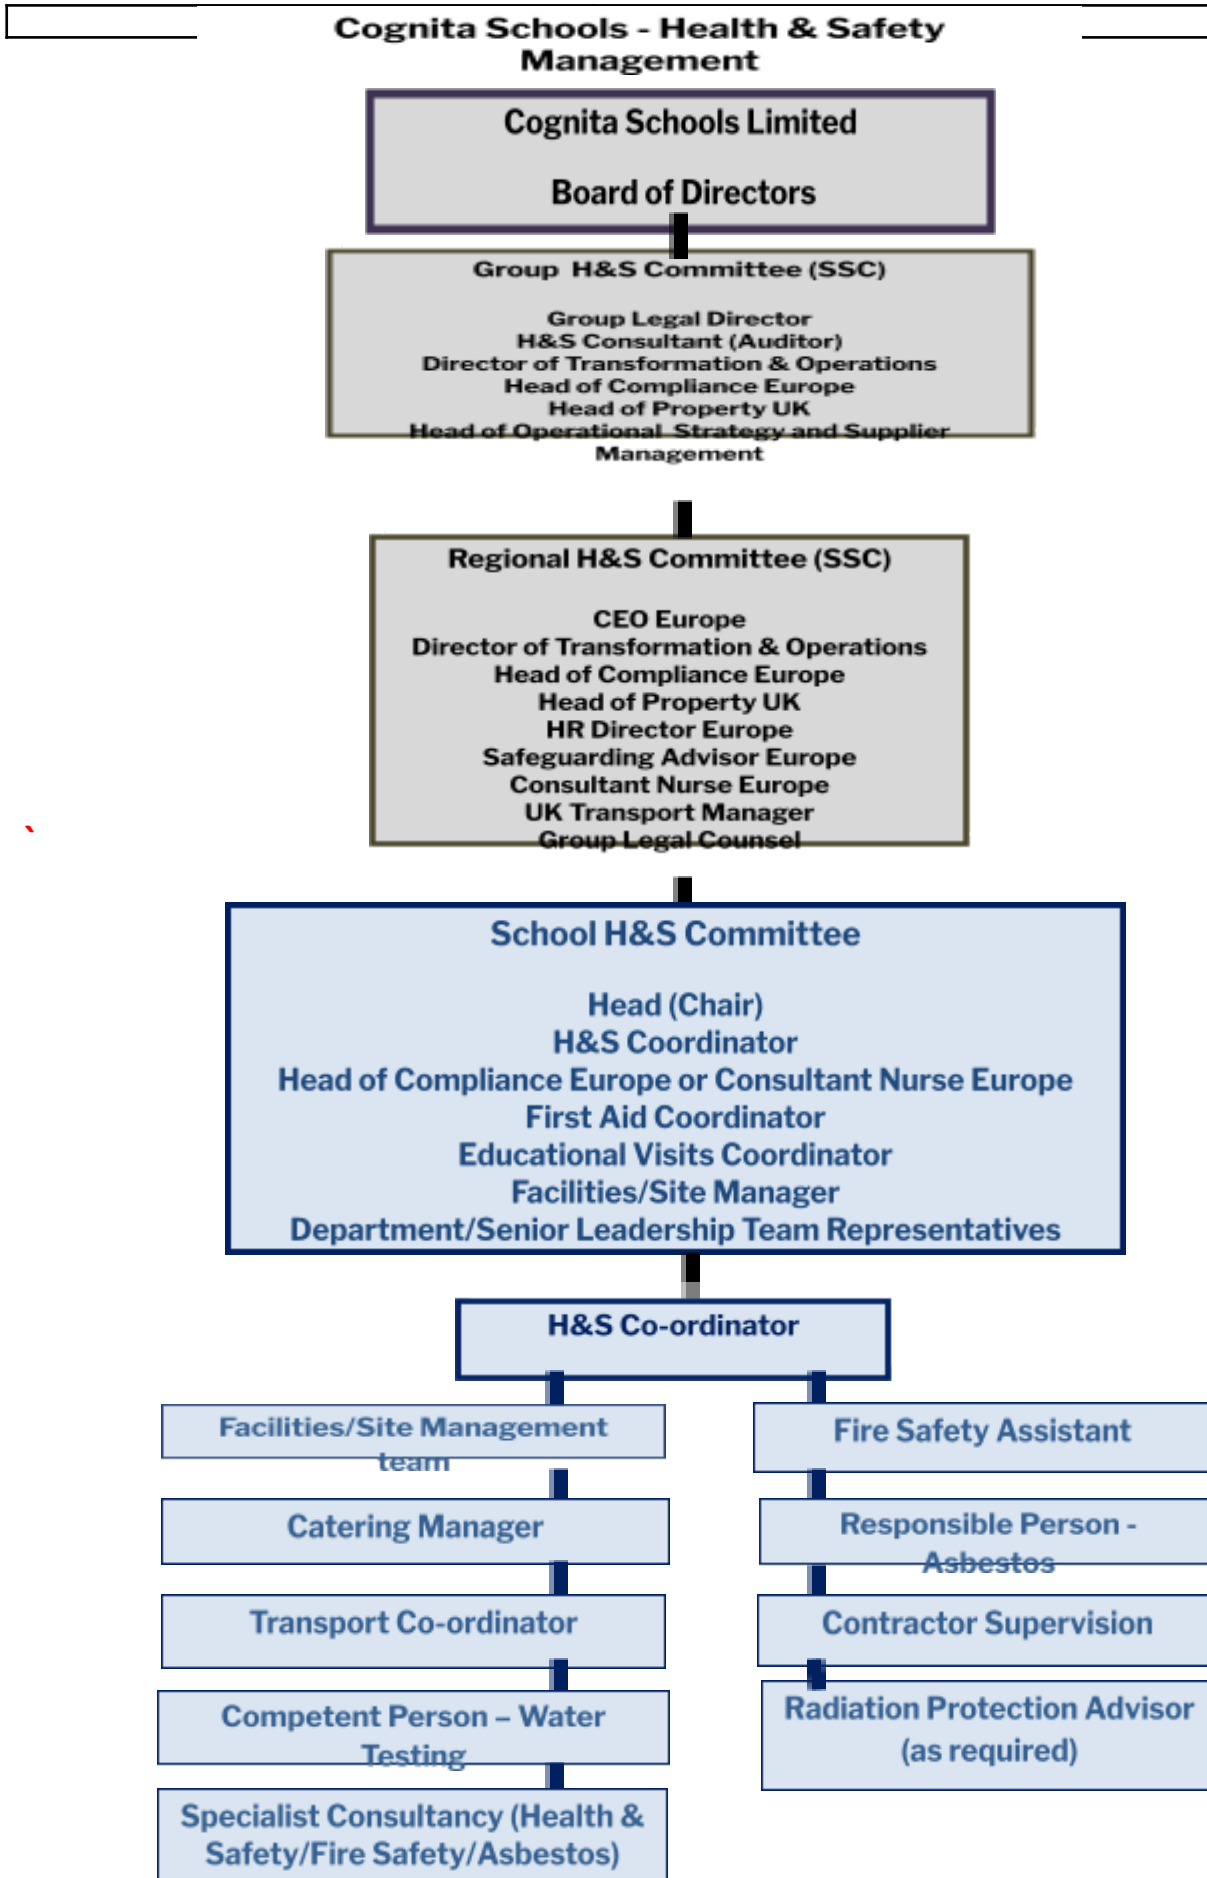 Cognita Schools - Health & Safety
Management
Cognita Schools Limited
Board of Directors
Group H&S Committee (SSC)
Group Legal Director
H&S Consultant (Auditor)
Director of Transformation & Operations
Head of Compliance Europe
Head of Property UK
Head of Operational Strategy and Supplier
Management
Regional H&S Committee (SSC)
CEO Europe
Director of Transformation & Operations
Head of Compliance Europe
Head of Property UK
HR Director Europe
Safeguarding Advisor Europe
Consultant Nurse Europe
UK Transport Manager
Group Legal Counsel
`
School H&S Committee
Head (Chair)
H&S Coordinator
Head of Compliance Europe or Consultant Nurse Europe
First Aid Coordinator
Educational Visits Coordinator
Facilities/Site Manager
Department/Senior Leadership Team Representatives
H&S Co-ordinator
Facilities/Site Management
team
Catering Manager
Transport Co-ordinator
Competent Person – Water
Testing
Specialist Consultancy (Health &
Safety/Fire Safety/Asbestos)
Fire Safety Assistant
Responsible Person -
Asbestos
Contractor Supervision
Radiation Protection Advisor
(as required)